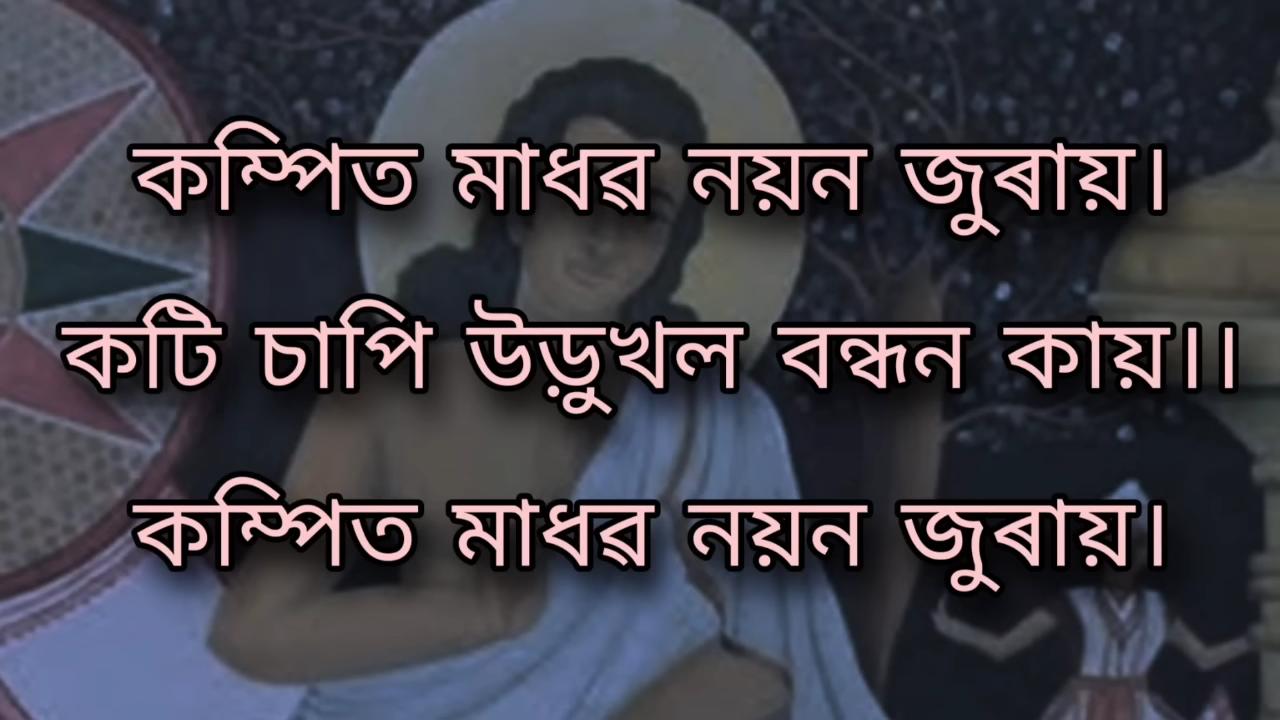 কম্পিত মাধৱ নয়ন জুৰায়।
কটি চাপি উড়ুখল বন্ধন কায়।।
কম্পিত মাধৱ নয়ন জুৰায়।